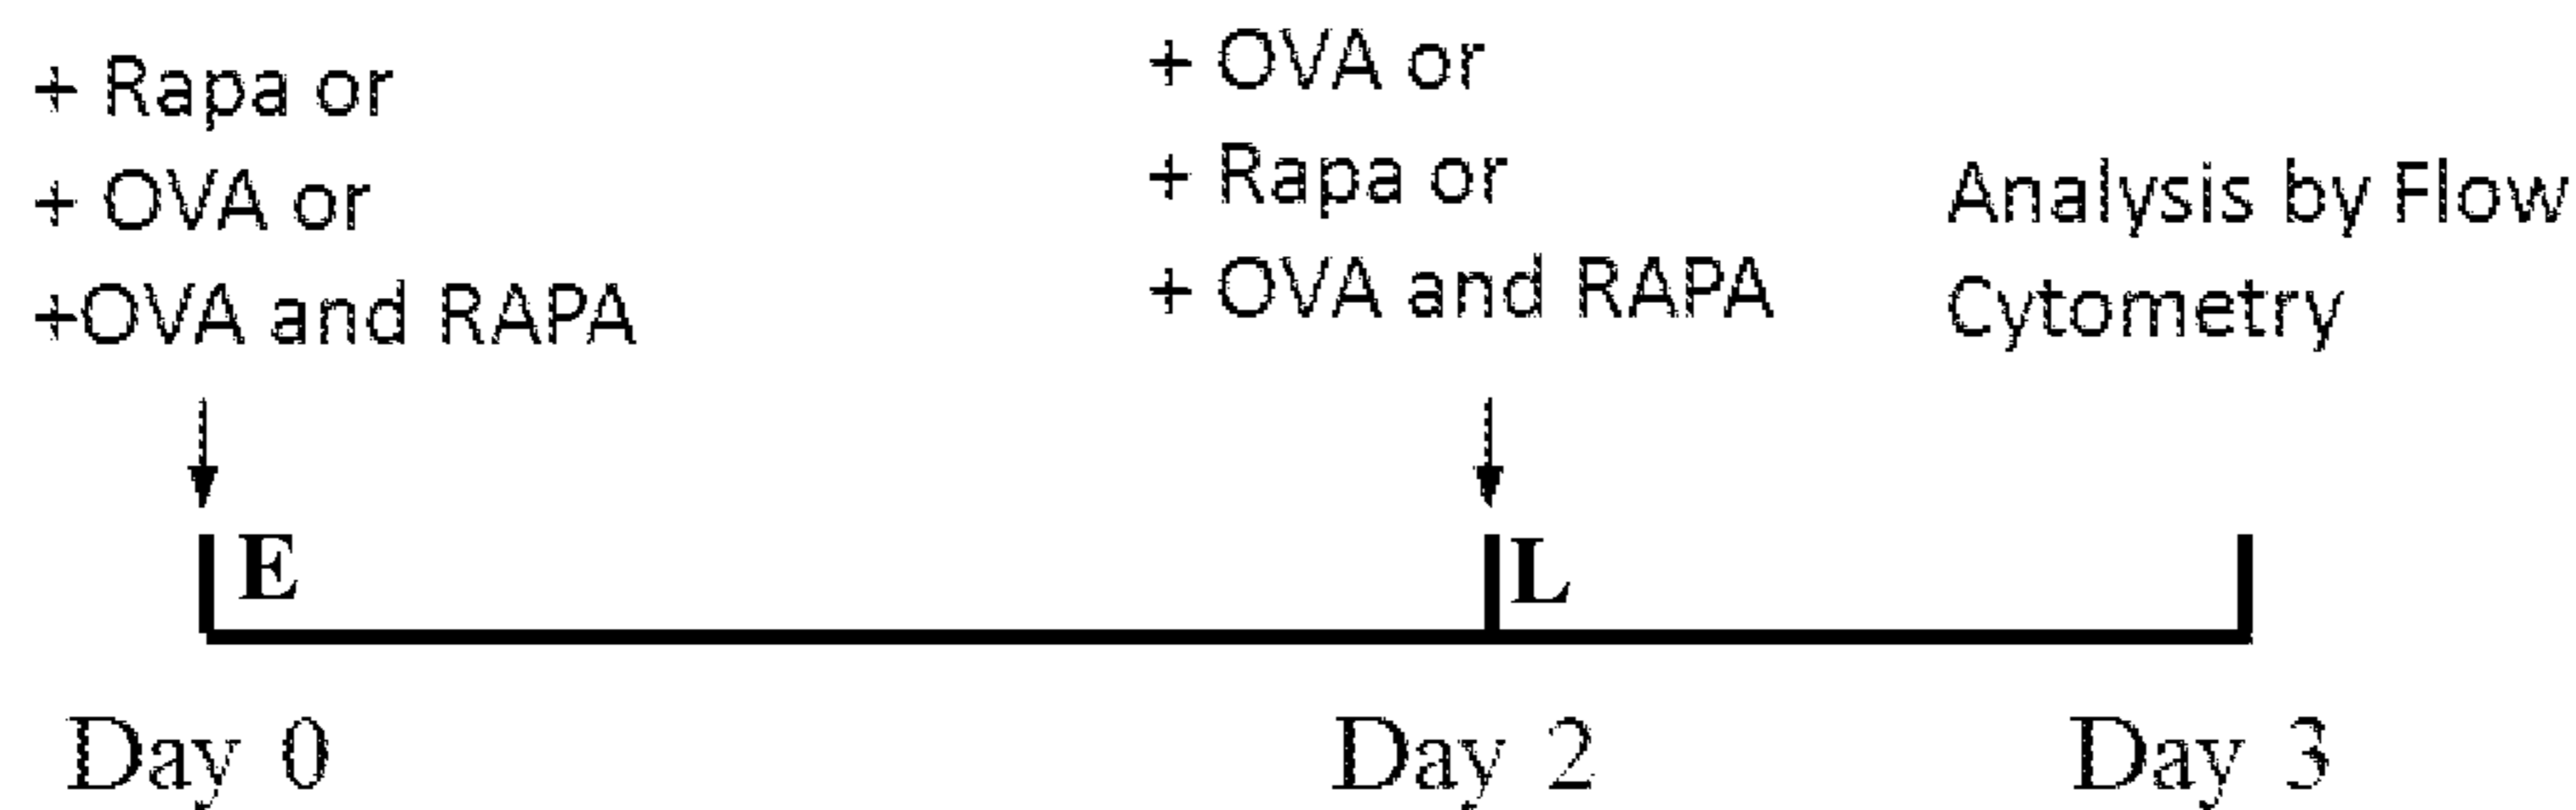 + Rapa or
+ OVA or
+OVA and RAPA
+ OVA or
+ Rapa or
+ OVA and RAPA
Analysis by Flow
Cytometry
E
L
Day 0
Day 2
Day 3